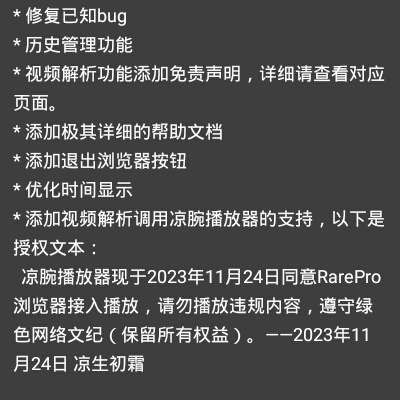 * 修复已知bug
* 历史管理功能
* 视频解析功能添加免责声明，详细请查看对应
页面。
* 添加极其详细的帮助文档
* 添加退出浏览器按钮
* 优化时间显示
* 添加视频解析调用凉腕播放器的支持，以下是
授权文本：
凉腕播放器现于2023年11月24日同意RarePro
浏览器接入播放，请勿播放违规内容，遵守绿
色网络文纪（保留所有权益）。——2023年11
月24日 凉生初霜